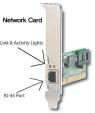 Network Card
Link & Activity Lights
RJ-45 Port